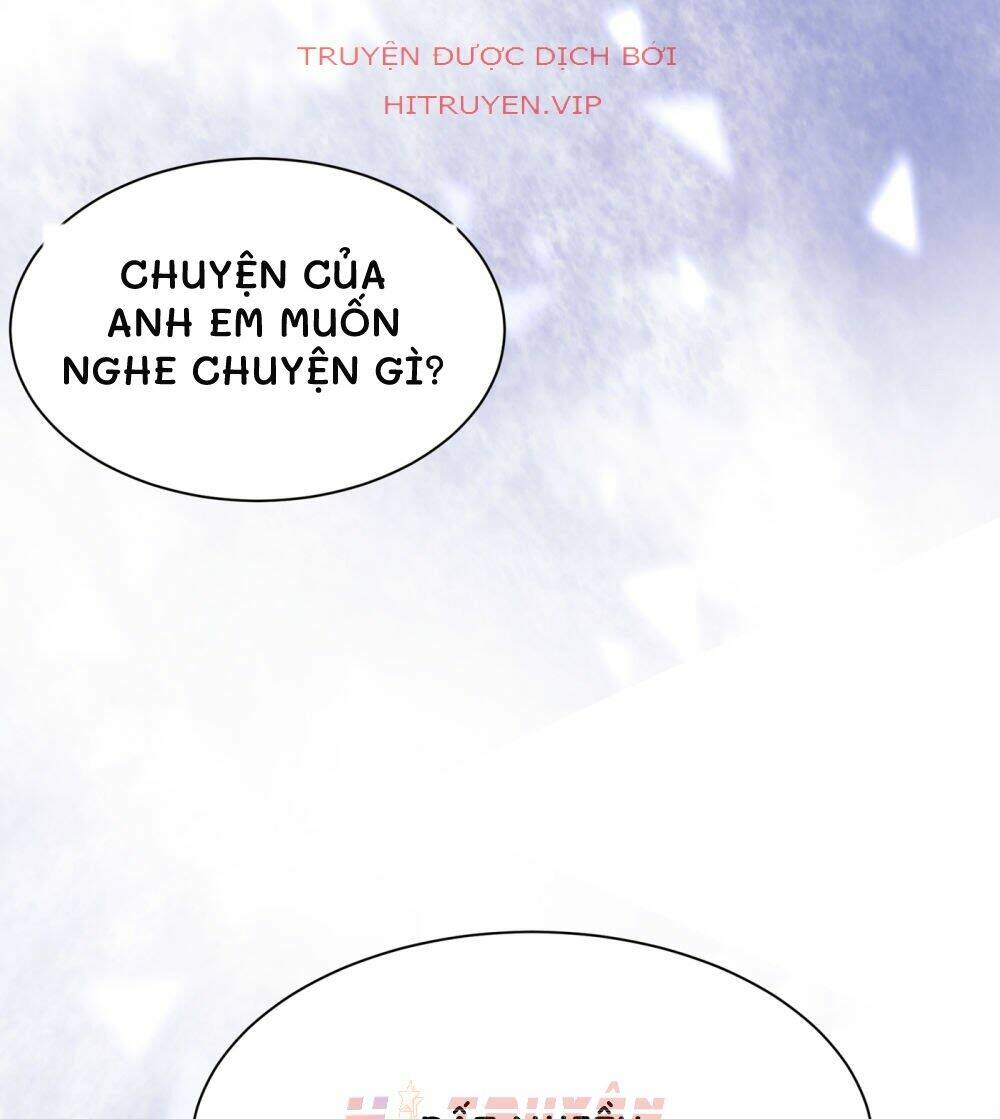 TRUYỆN ĐƯỢC DỊCH BỞI
HITRUYEN.VIP
CHUYỆN CỦA
ANH EM MUỐN
NGHE CHUYỆN GÌ?